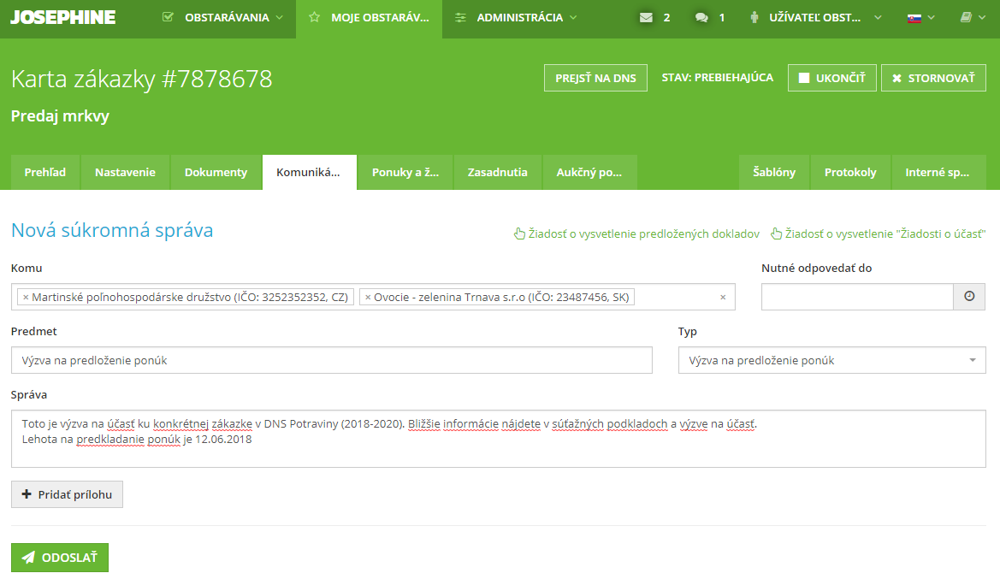 JOSEPHINE OBSTARÁVANIA MOJE OBSTARÁV... ADMINISTRÁCIA 2 1 UŽÍVATEĽ OBST...
Karta zákazky #7878678 PREJSŤ NA DNS STAV: PREBIEHAJÚCA UKONČIŤ STORNOVAŤ
Predaj mrkvy
Prehľad Nastavenie Dokumenty Komuniká... Ponuky a ž... Zasadnutia Aukčný po... Šablóny Protokoly Interné sp...
Nová súkromná správa Žiadosť o vysvetlenie predložených dokladov Žiadosť o vysvetlenie "Žiadosti o účasť"
Komu Nutné odpovedať do
× Martinské poľnohospodárske družstvo (IČO: 3252352352, CZ) × Ovocie - zelenina Trnava s.r.o (IČO: 23487456, SK) ×
Predmet Typ
Výzva na predloženie ponúk Výzva na predloženie ponúk
Správa
Toto je výzva na účasť ku konkrétnej zákazke v DNS Potraviny (2018-2020). Bližšie informácie nájdete v súťažných podkladoch a výzve na účasť.
Lehota na predkladanie ponúk je 12.06.2018
Pridať prílohu
ODOSLAŤ